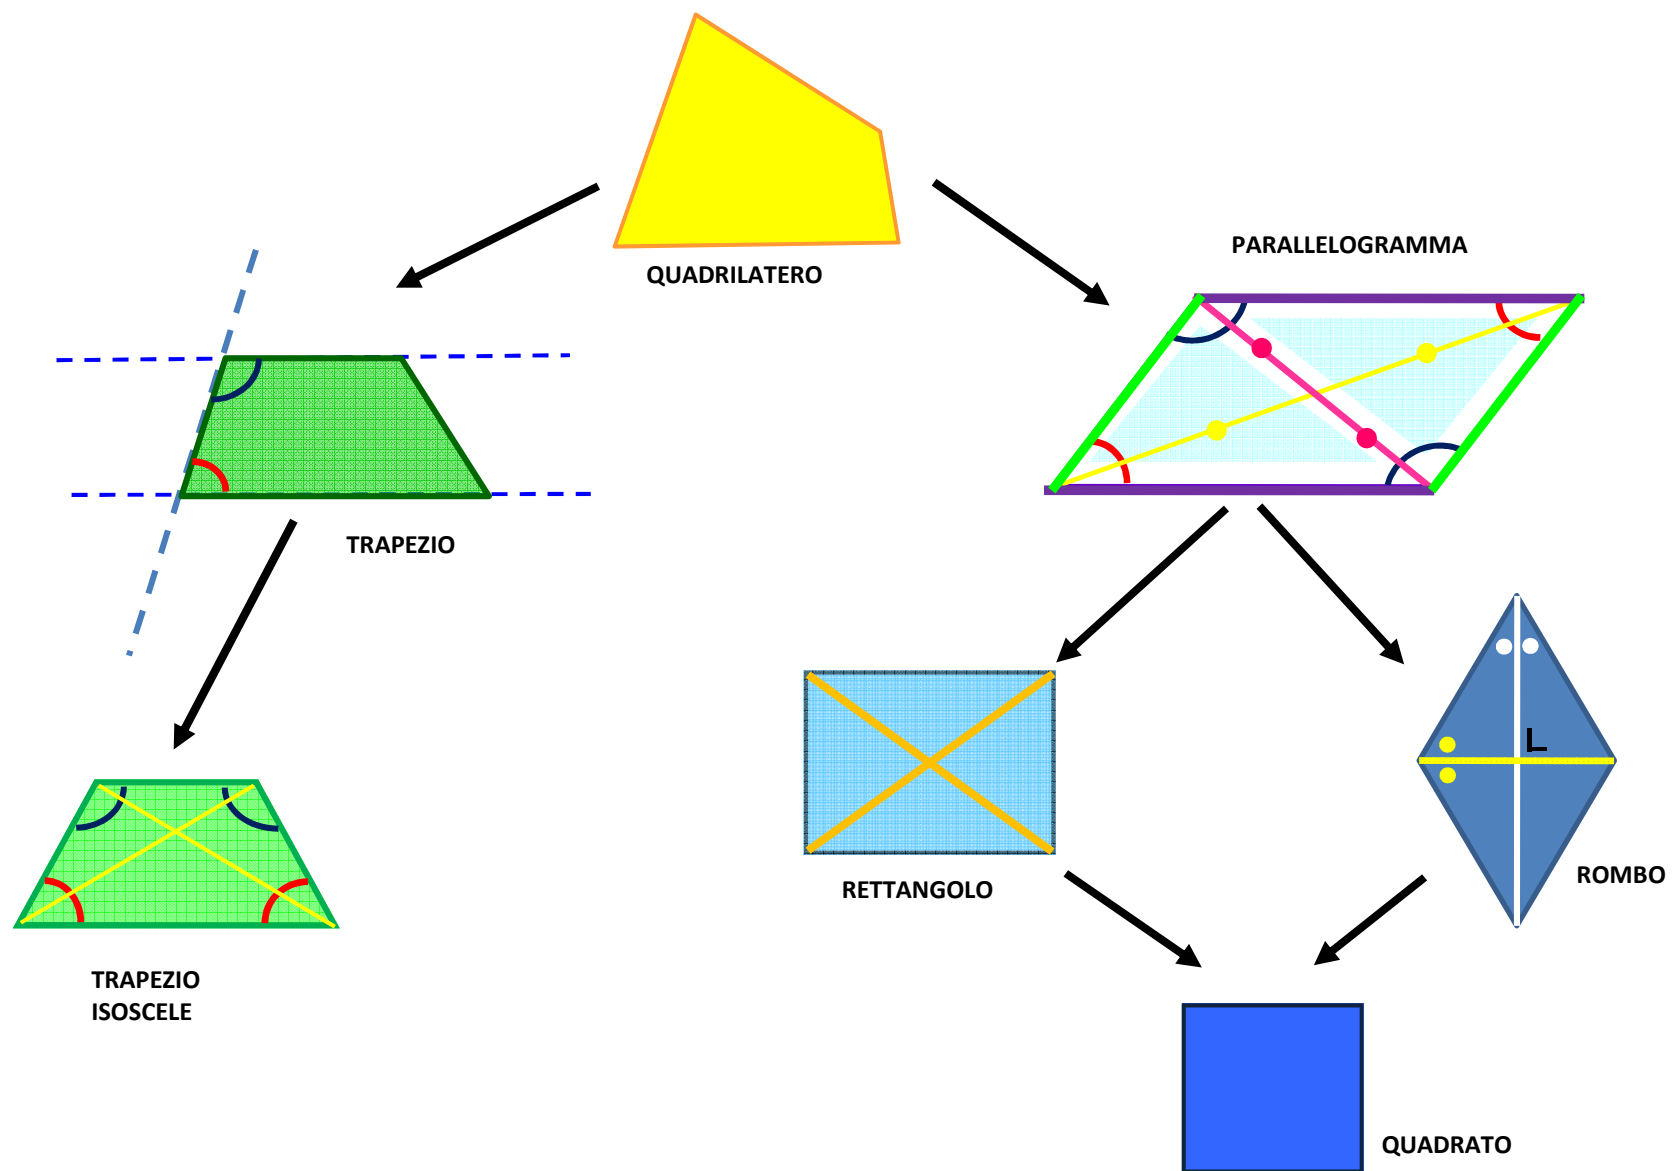 PARALLELOGRAMMA
QUADRILATERO
TRAPEZIO
ROMBO
RETTANGOLO
TRAPEZIO
ISOSCELE
QUADRATO